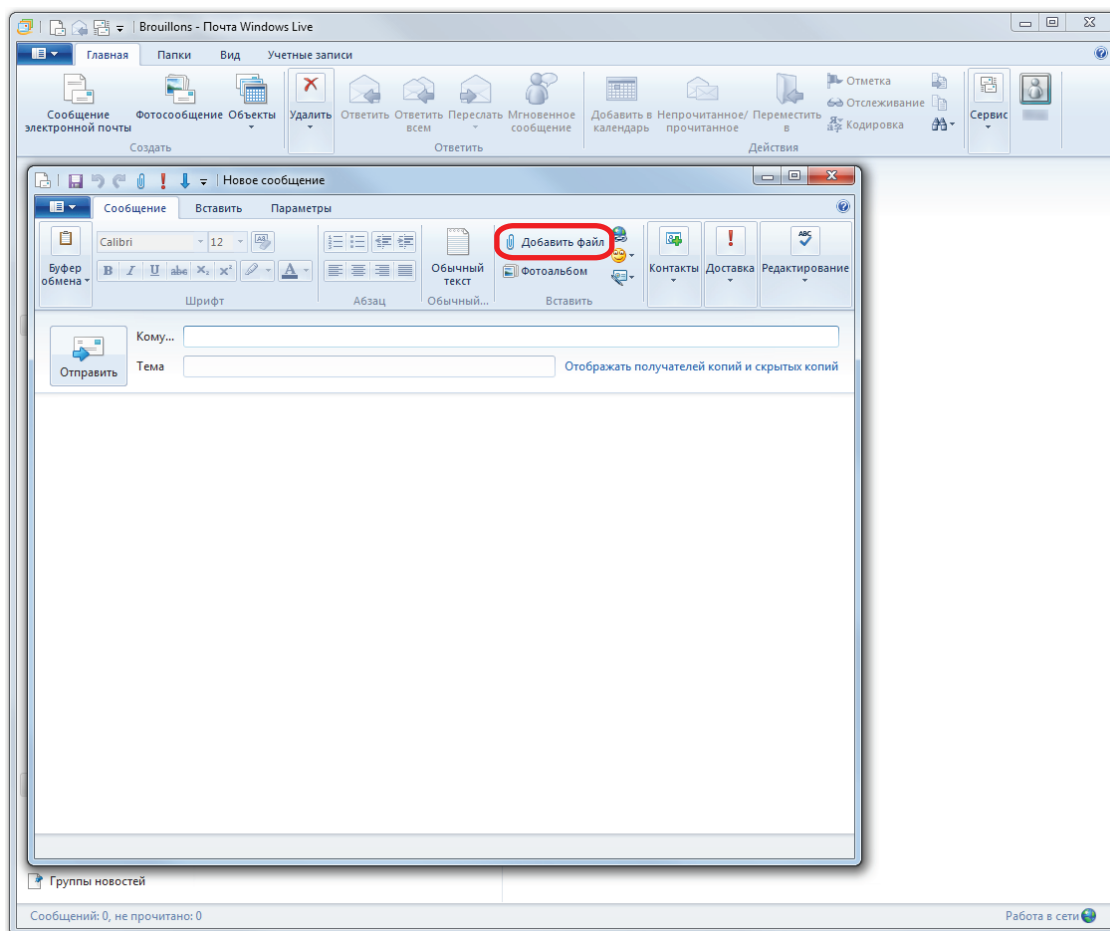 Brouillons - Почта Windows Live
Главная Папки Вид Учетные записи
Сообщение электронной почты
Фотосообщение
Объекты
Создать
Удалить
Ответить
Ответить всем
Переслать
Мгновенное сообщение
Ответить
Добавить в календарь
Непрочитанное/прочитанное
Переместить в
Отметка
Отслеживание
Кодировка
Действия
Сервис
Новое сообщение
Сообщение Вставить Параметры
Буфер обмена
Calibri 12
Шрифт
Абзац
Обычный текст
Обычный...
Добавить файл
Фотоальбом
Вставить
Контакты
Доставка
Редактирование
Отправить
Кому...
Тема
Отображать получателей копий и скрытых копий
Группы новостей
Сообщений: 0, не прочитано: 0
Работа в сети